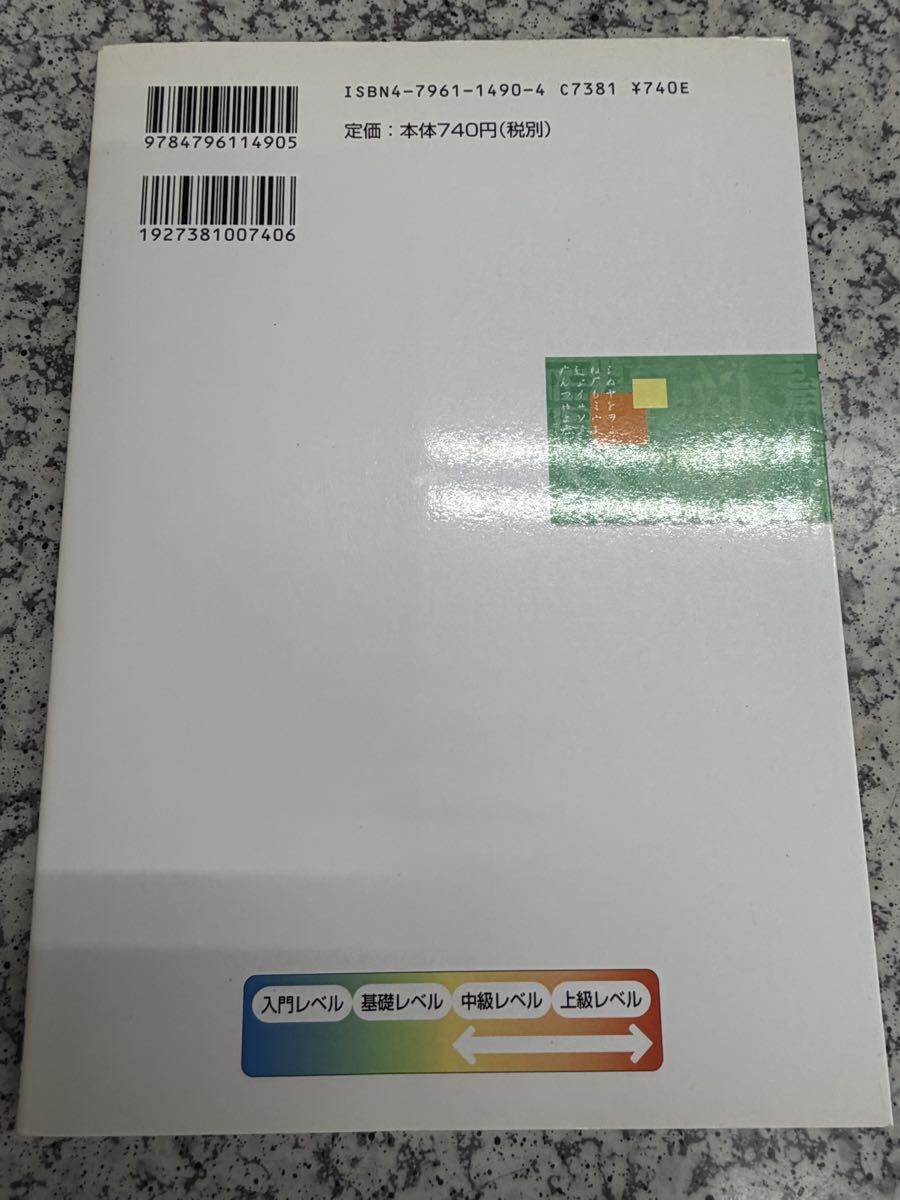 ISBN4-7961-1490-4 C7381 ¥740E
定価：本体740円(税別)
9784796114905
1927381007406
入門レベル 基礎レベル 中級レベル 上級レベル